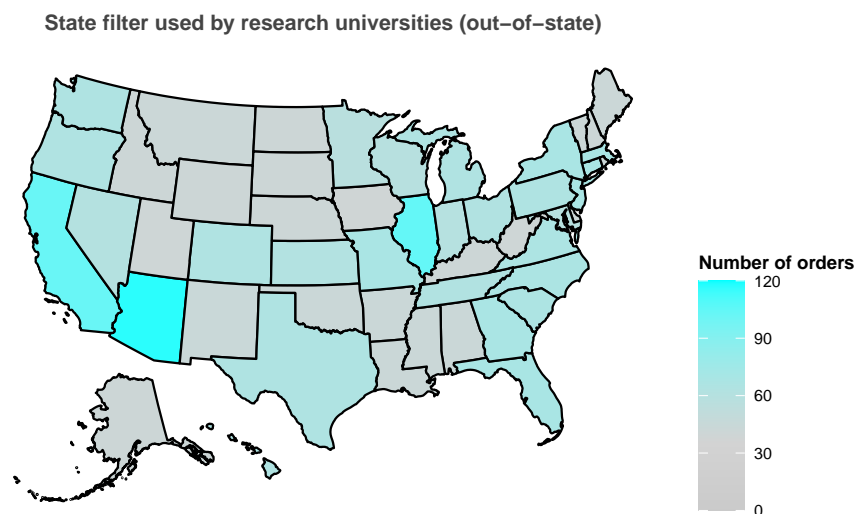 State filter used by research universities (out−of−state)
Number of orders
120
90
60
30
0